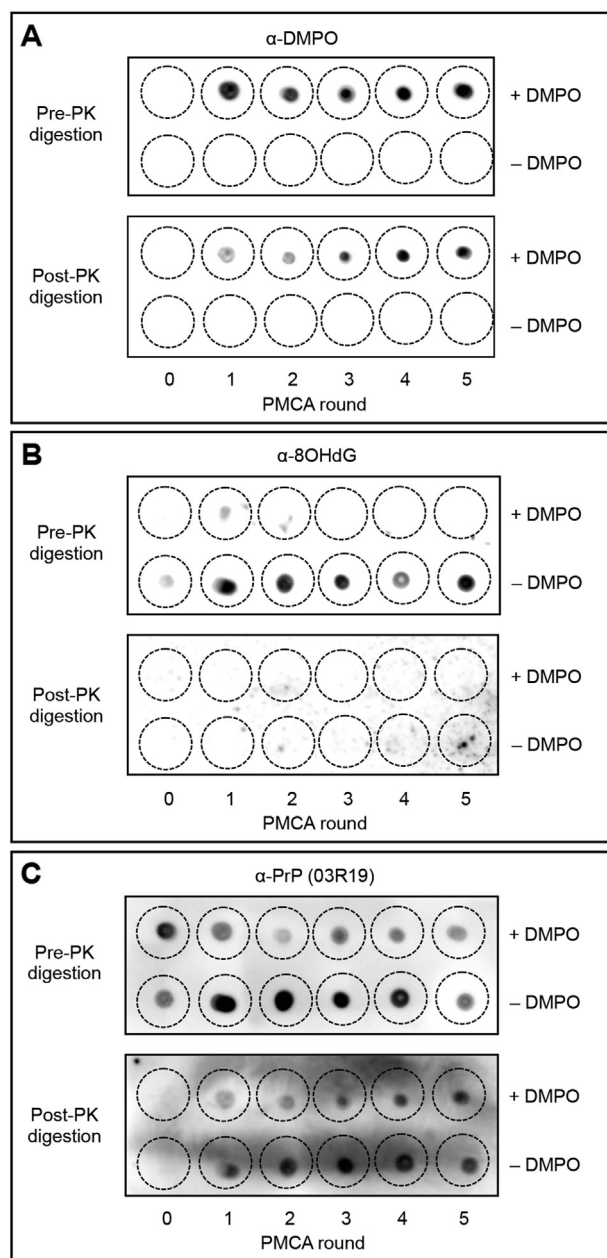 A
α-DMPO
Pre-PK
digestion
+ DMPO
– DMPO
Post-PK
digestion
+ DMPO
– DMPO
0 1 2 3 4 5
PMCA round
B
α-8OHdG
Pre-PK
digestion
+ DMPO
– DMPO
Post-PK
digestion
+ DMPO
– DMPO
0 1 2 3 4 5
PMCA round
C
α-PrP (03R19)
Pre-PK
digestion
+ DMPO
– DMPO
Post-PK
digestion
+ DMPO
– DMPO
0 1 2 3 4 5
PMCA round